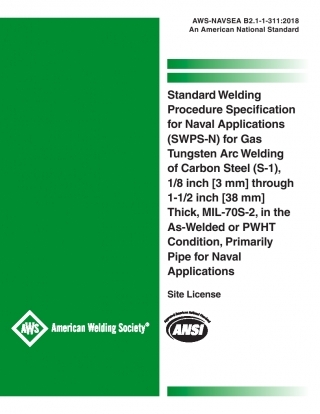 AWS-NAVSEA B2.1-1-311:2018
An American National Standard
Standard Welding
Procedure Specification
for Naval Applications
(SWPS-N) for Gas
Tungsten Arc Welding
of Carbon Steel (S-1),
1/8 inch [3 mm] through
1-1/2 inch [38 mm]
Thick, MIL-70S-2, in the
As-Welded or PWHT
Condition, Primarily
Pipe for Naval
Applications
Site License
AWS American Welding Society®
ANSI